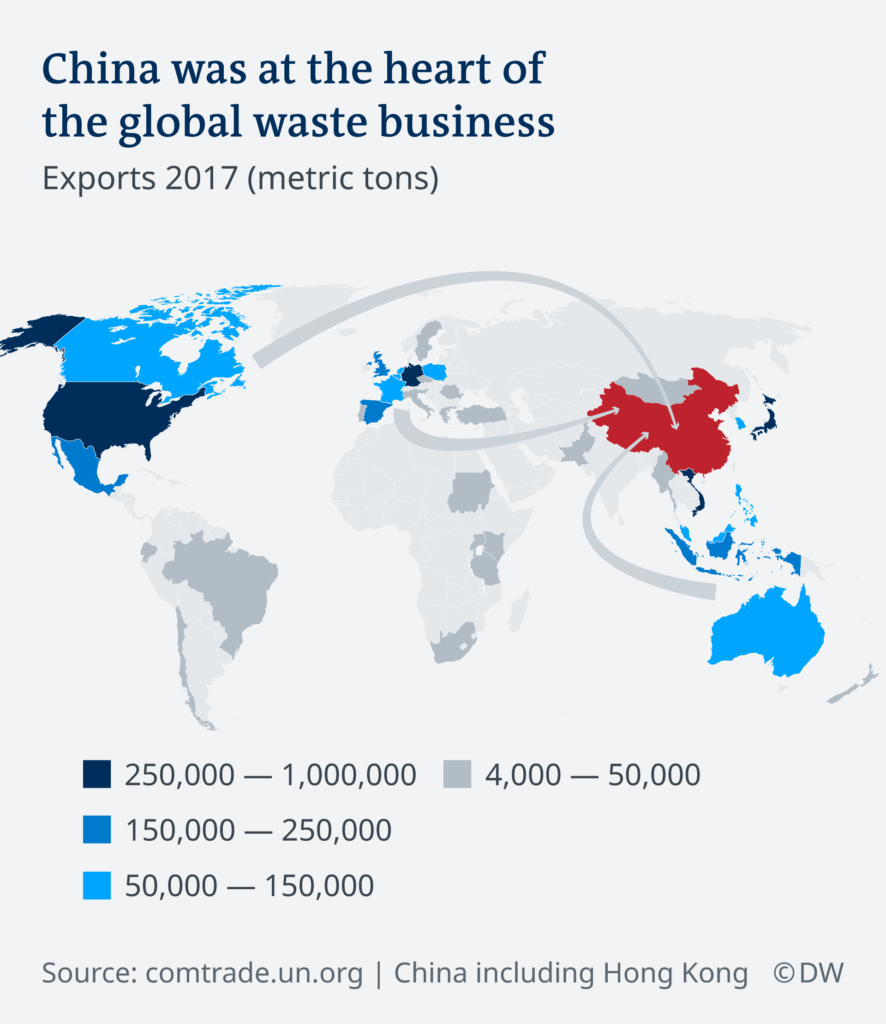 China was at the heart of
the global waste business
Exports 2017 (metric tons)
250,000 — 1,000,000
4,000 — 50,000
150,000 — 250,000
50,000 — 150,000
Source: comtrade.un.org | China including Hong Kong © DW